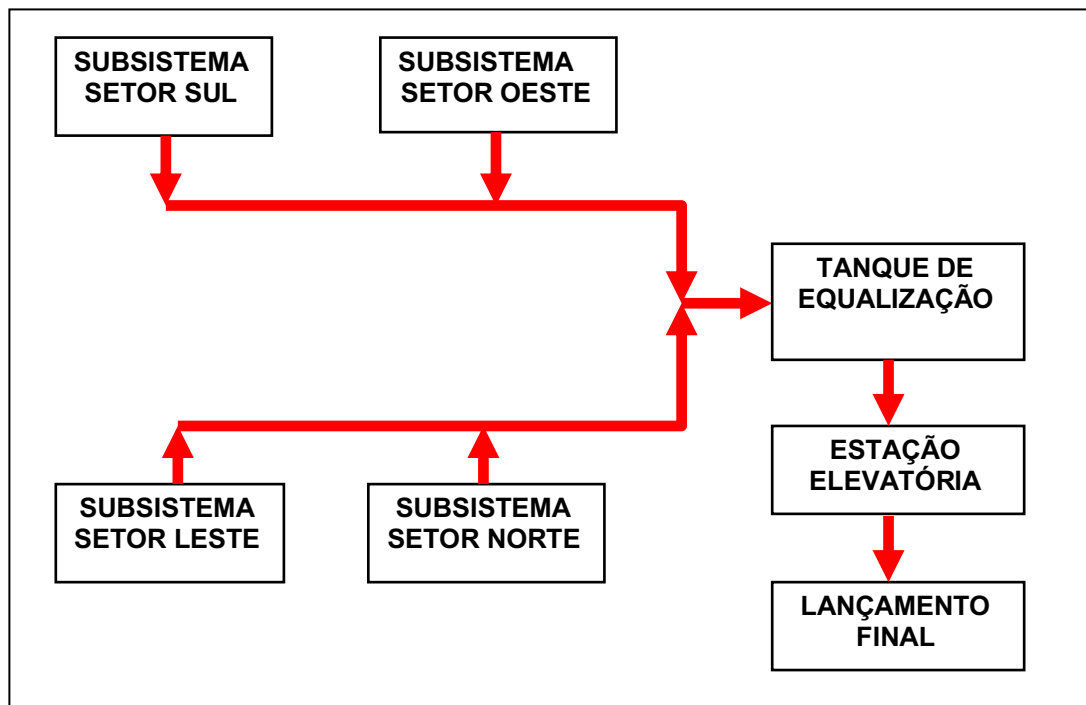 SUBSISTEMA
SETOR SUL
SUBSISTEMA
SETOR OESTE
TANQUE DE
EQUALIZAÇÃO
ESTAÇÃO
ELEVATÓRIA
SUBSISTEMA
SETOR LESTE
SUBSISTEMA
SETOR NORTE
LANÇAMENTO
FINAL